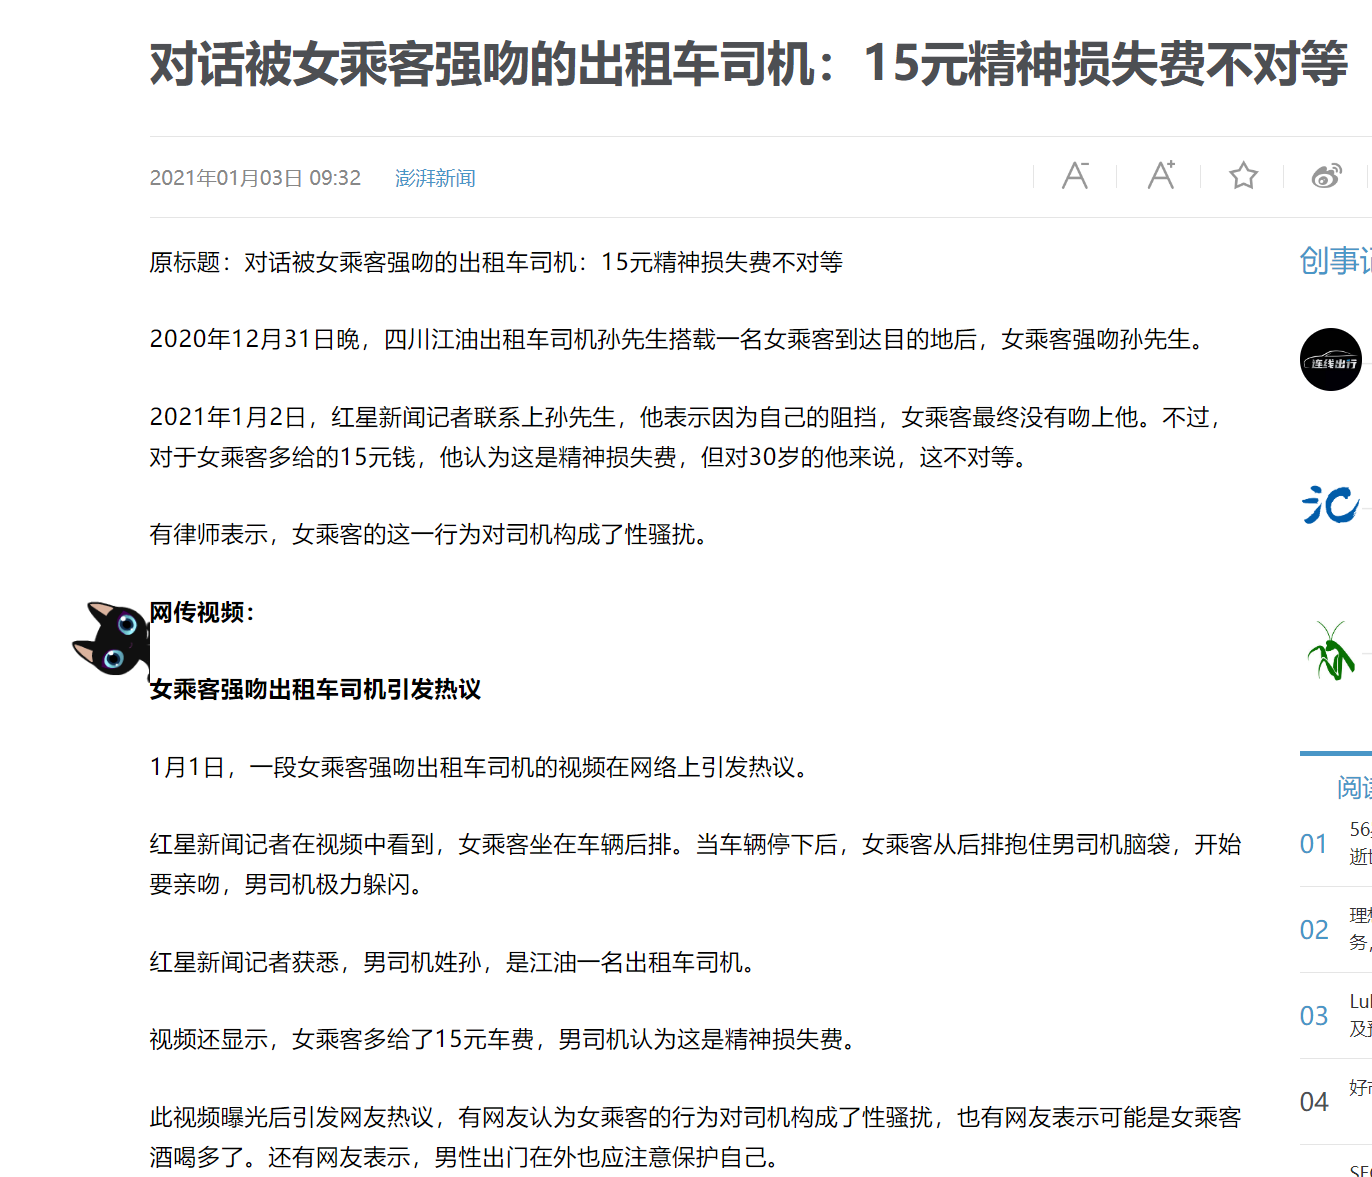 对话被女乘客强吻的出租车司机：15元精神损失费不对等
2021年01月03日 09:32 澎湃新闻
原标题：对话被女乘客强吻的出租车司机：15元精神损失费不对等
2020年12月31日晚，四川江油出租车司机孙先生搭载一名女乘客到达目的地后，女乘客强吻孙先生。
2021年1月2日，红星新闻记者联系上孙先生，他表示因为自己的阻挡，女乘客最终没有吻上他。不过，
对于女乘客多给的15元钱，他认为这是精神损失费，但对30岁的他来说，这不对等。
有律师表示，女乘客的这一行为对司机构成了性骚扰。
网传视频：
女乘客强吻出租车司机引发热议
1月1日，一段女乘客强吻出租车司机的视频在网络上引发热议。
红星新闻记者在视频中看到，女乘客坐在车辆后排。当车辆停下后，女乘客从后排抱住男司机脑袋，开始
要亲吻，男司机极力躲闪。
红星新闻记者获悉，男司机姓孙，是江油一名出租车司机。
视频还显示，女乘客多给了15元车费，男司机认为这是精神损失费。
此视频曝光后引发网友热议，有网友认为女乘客的行为对司机构成了性骚扰，也有网友表示可能是女乘客
酒喝多了。还有网友表示，男性出门在外也应注意保护自己。
创事记
连线出行
汇
阅读
01 56
逝世
02 理想
务，
03 Lu
及
04 好
SE